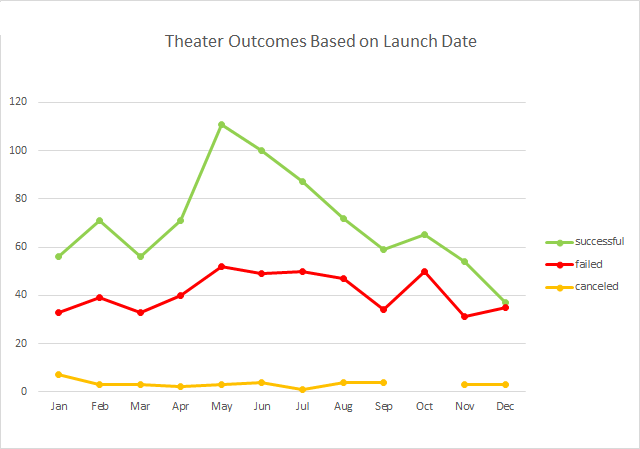 Theater Outcomes Based on Launch Date
120
100
80
60
40
20
0
Jan Feb Mar Apr May Jun Jul Aug Sep Oct Nov Dec
successful
failed
canceled